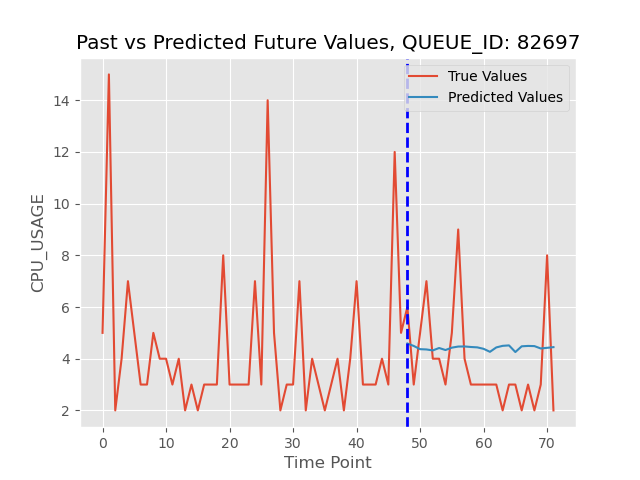 Past vs Predicted Future Values, QUEUE_ID: 82697
True Values
Predicted Values
CPU_USAGE
14
12
10
8
6
4
2
0 10 20 30 40 50 60 70
Time Point